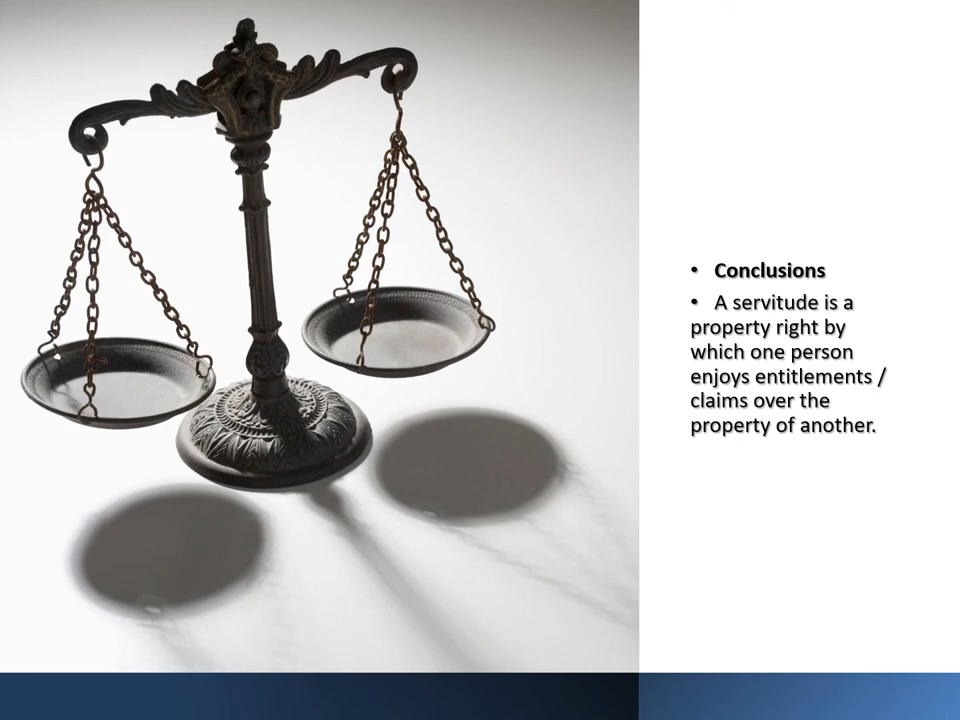 • Conclusions
• A servitude is a
property right by
which one person
enjoys entitlements /
claims over the
property of another.